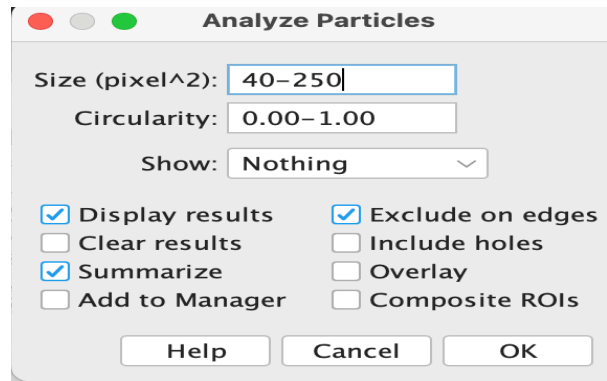 Analyze Particles
Size (pixel^2): 40-250
Circularity: 0.00-1.00
Show: Nothing
Display results Exclude on edges
Clear results Include holes
Summarize Overlay
Add to Manager Composite ROIs
Help Cancel OK